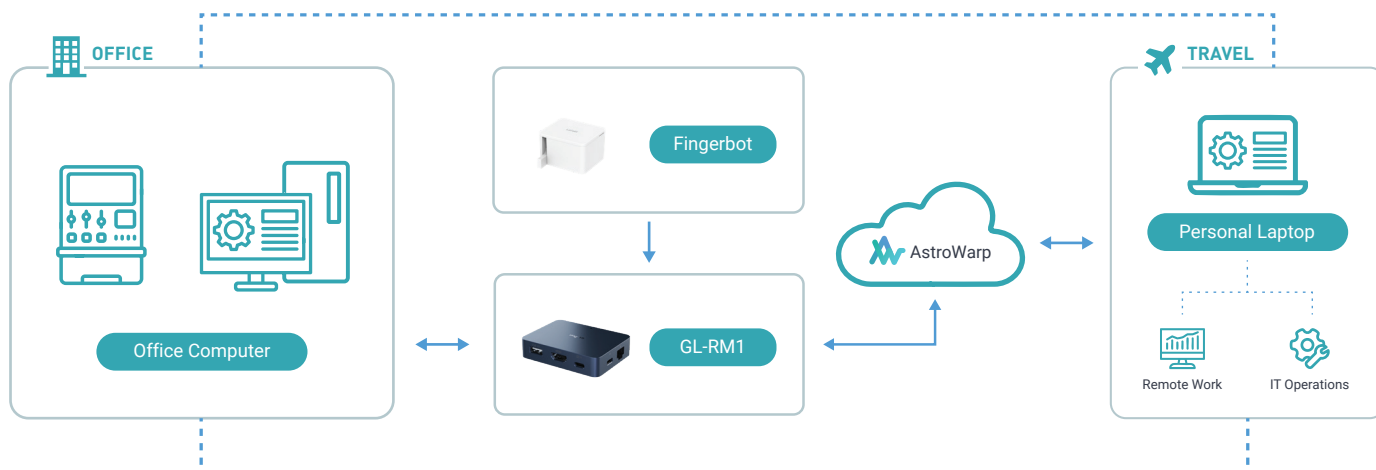 OFFICE
TRAVEL
Fingerbot
AstroWarp
Personal Laptop
Office Computer
GL-RM1
Remote Work
IT Operations